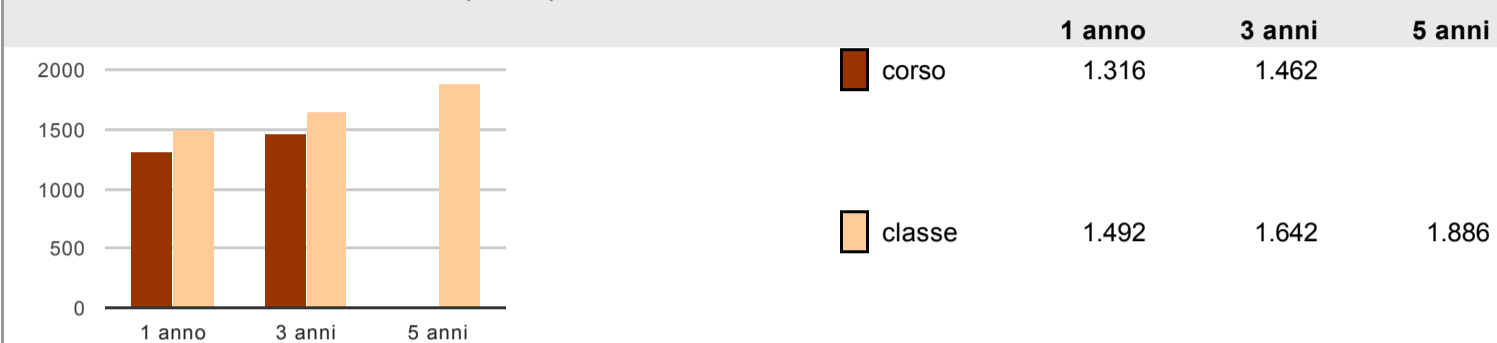 1 anno 3 anni 5 anni
corso 1.316 1.462
classe 1.492 1.642 1.886
2000
1500
1000
500
0
1 anno 3 anni 5 anni